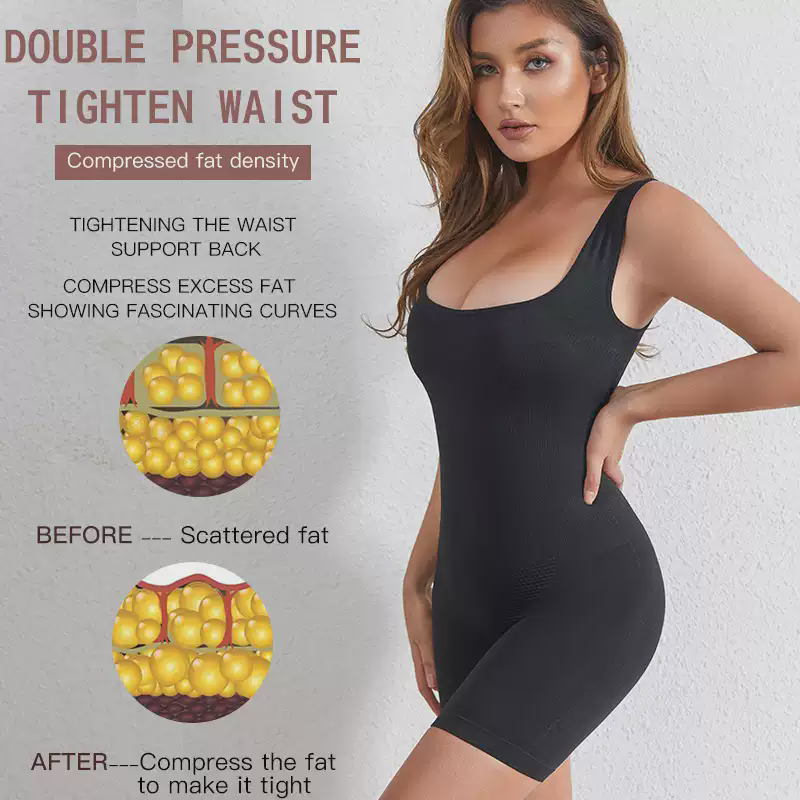 DOUBLE PRESSURE
TIGHTEN WAIST
Compressed fat density
TIGHTENING THE WAIST
SUPPORT BACK
COMPRESS EXCESS FAT
SHOWING FASCINATING CURVES
BEFORE --- Scattered fat
AFTER---Compress the fat
to make it tight